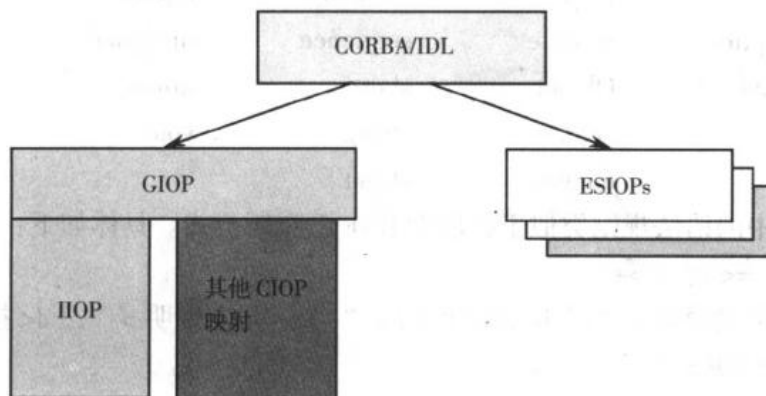 CORBA/IDL
GIOP
ESIOPs
IIOP
其他 CIOP
映射